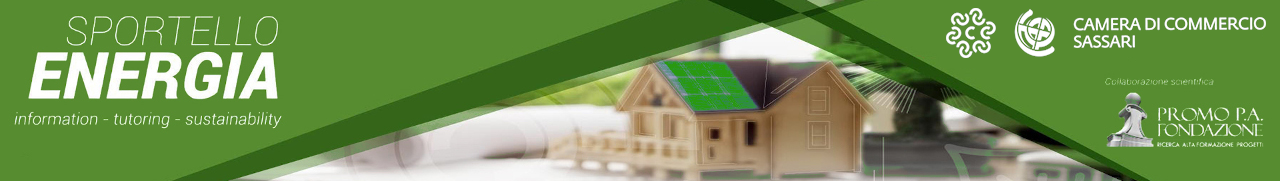 SPORTELLO
ENERGIA
information - tutoring - sustainability
CAMERA DI COMMERCIO
SASSARI
Collaborazione scientifica
PROMO P.A.
FONDAZIONE
RICERCA ALTA FORMAZIONE PROGETTI